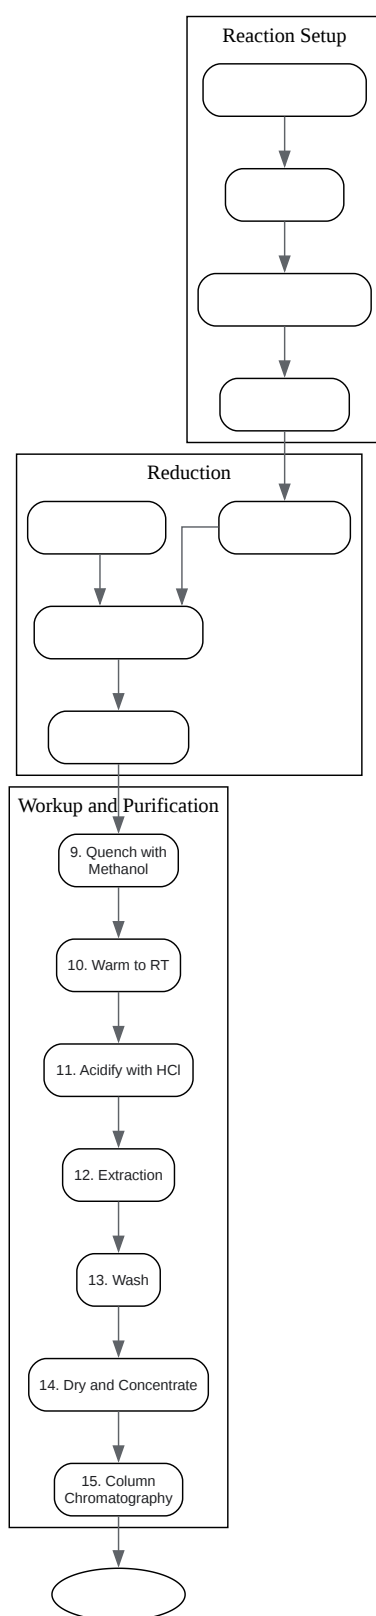 Reaction Setup
Reduction
Workup and Purification
9. Quench with
Methanol
10. Warm to RT
11. Acidify with HCl
12. Extraction
13. Wash
14. Dry and Concentrate
15. Column
Chromatography